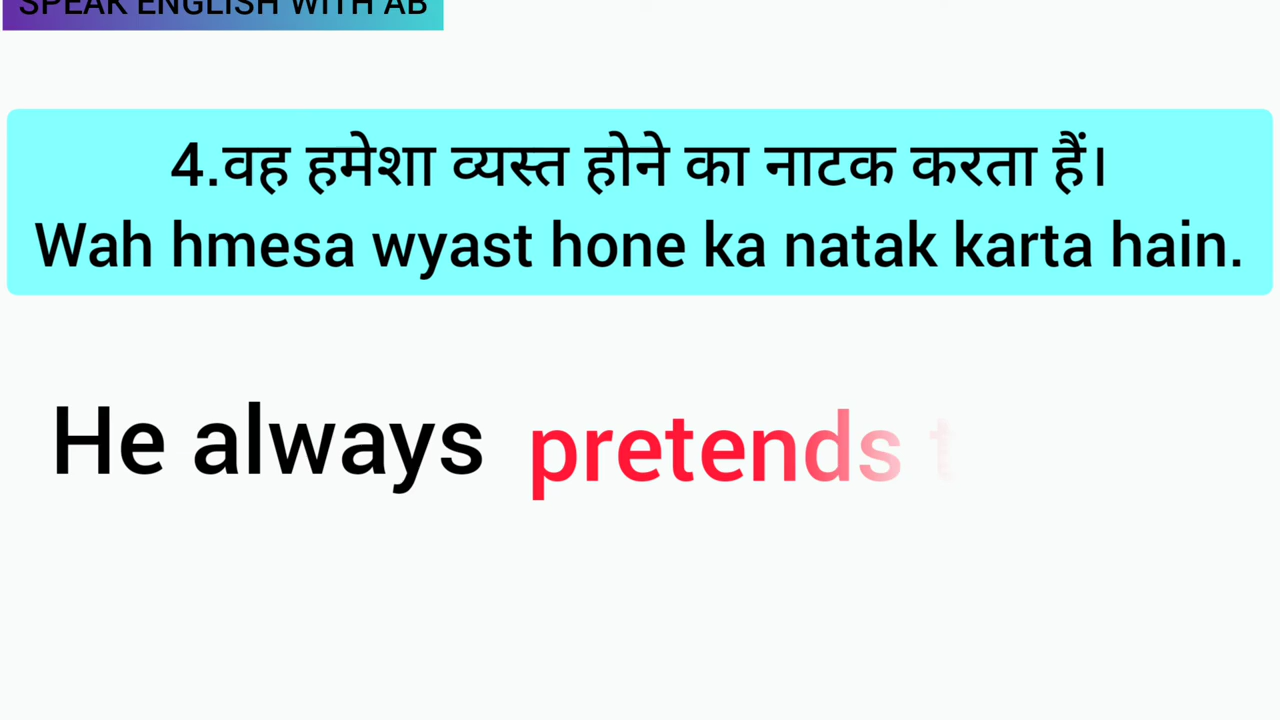 SPEAK ENGLISH WITH AB
4.वह हमेशा व्यस्त होने का नाटक करता हैं।
Wah hmesa wyast hone ka natak karta hain.
He always pretends t